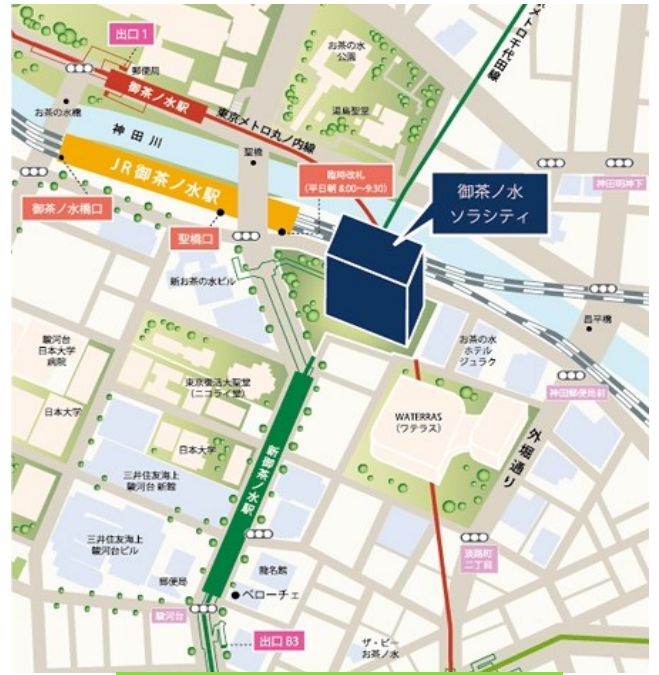 出口1
郵便局
御茶ノ水駅
お茶の水橋
お茶の水
公園
湯島聖堂
メトロ千代田線
東京メトロ丸ノ内線
神田川
聖橋
JR御茶ノ水駅
臨時改札
(平日朝 8:00〜9:30)
御茶ノ水
ソラシティ
神田明神下
御茶ノ水橋口
聖橋口
新お茶の水ビル
昌平橋
駿河台
日本大学
病院
お茶の水
ホテル
ジュラク
東京復活大聖堂
(ニコライ堂)
神田郵便局前
日本大学
WATERRAS
(ワテラス)
外堀通り
日本大学
新御茶ノ水駅
三井住友海上
駿河台 新館
三井住友海上
駿河台ビル
淡路町
二丁目
郵便局
龍名館
ベローチェ
駿河台
出口 B3
ザ・ビー
お茶ノ水